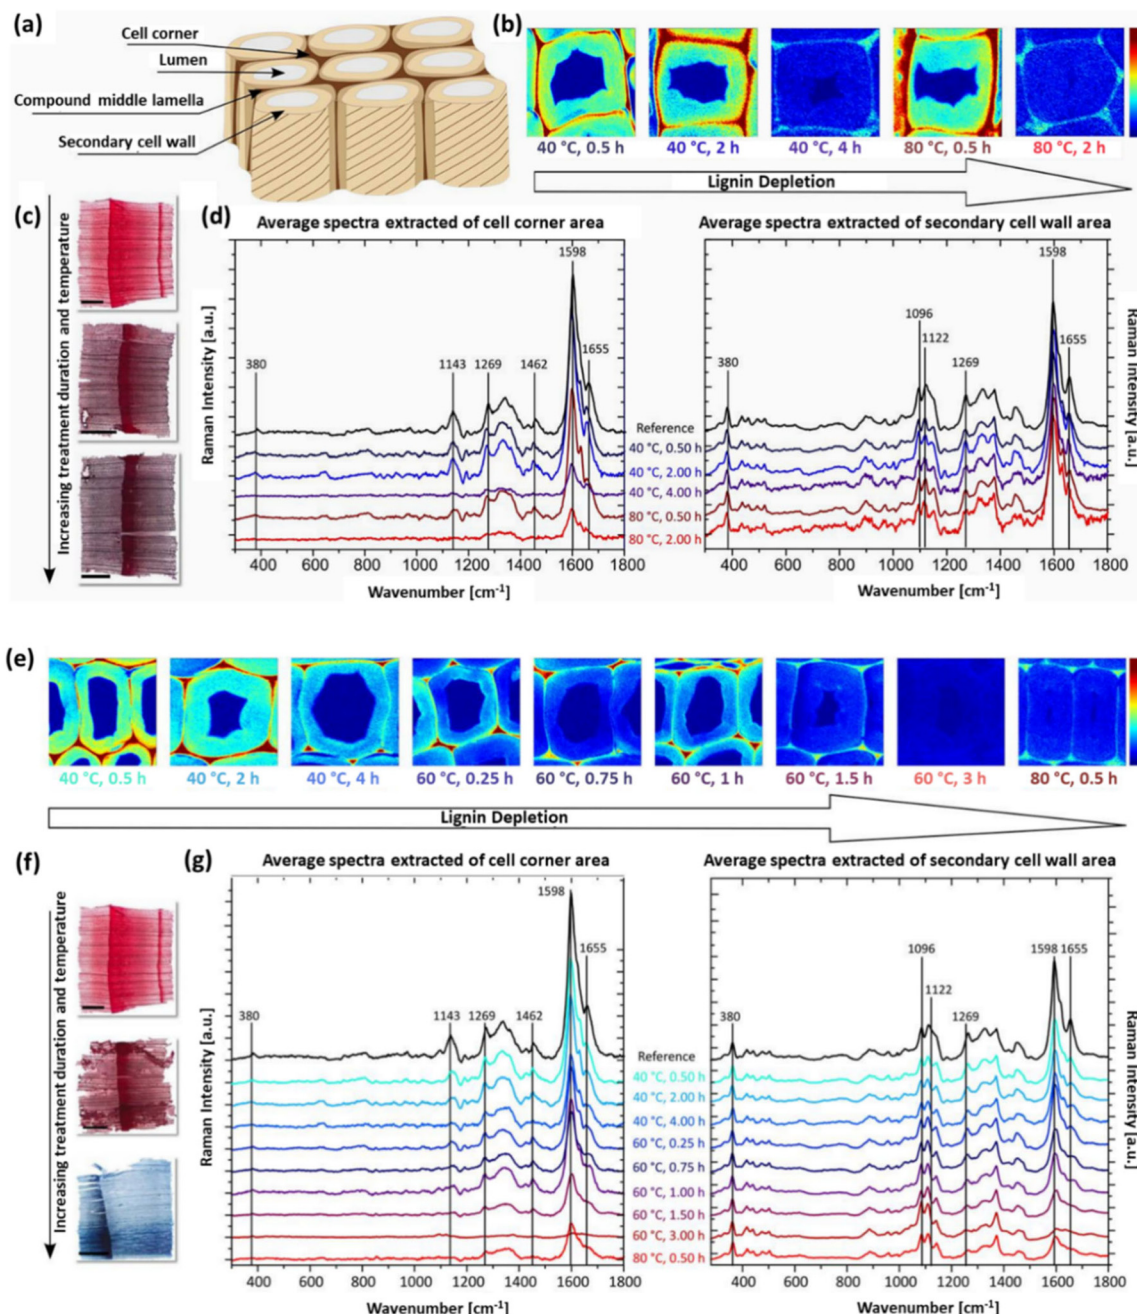 (a)
Cell corner
Lumen
Compound middle lamella
Secondary cell wall
(b)
40 °C, 0.5 h
40 °C, 2 h
40 °C, 4 h
80 °C, 0.5 h
80 °C, 2 h
Lignin Depletion
(c)
Increasing treatment duration and temperature
(d)
Average spectra extracted of cell corner area
Raman Intensity [a.u.]
380
1143
1269
1462
1598
1655
400
600
800
1000
1200
1400
1600
1800
Wavenumber [cm⁻¹]
Reference
40 °C, 0.50 h
40 °C, 2.00 h
40 °C, 4.00 h
80 °C, 0.50 h
80 °C, 2.00 h
Average spectra extracted of secondary cell wall area
380
1096
1122
1269
1598
1655
400
600
800
1000
1200
1400
1600
1800
Wavenumber [cm⁻¹]
Raman Intensity [a.u.]
(e)
40 °C, 0.5 h
40 °C, 2 h
40 °C, 4 h
60 °C, 0.25 h
60 °C, 0.75 h
60 °C, 1 h
60 °C, 1.5 h
60 °C, 3 h
80 °C, 0.5 h
Lignin Depletion
(f)
Increasing treatment duration and temperature
(g)
Average spectra extracted of cell corner area
Raman Intensity [a.u.]
380
1143
1269
1462
1598
1655
400
600
800
1000
1200
1400
1600
1800
Wavenumber [cm⁻¹]
Reference
40 °C, 0.50 h
40 °C, 2.00 h
40 °C, 4.00 h
60 °C, 0.25 h
60 °C, 0.75 h
60 °C, 1.00 h
60 °C, 1.50 h
60 °C, 3.00 h
80 °C, 0.50 h
Average spectra extracted of secondary cell wall area
380
1096
1122
1269
1598
1655
400
600
800
1000
1200
1400
1600
1800
Wavenumber [cm⁻¹]
Raman Intensity [a.u.]